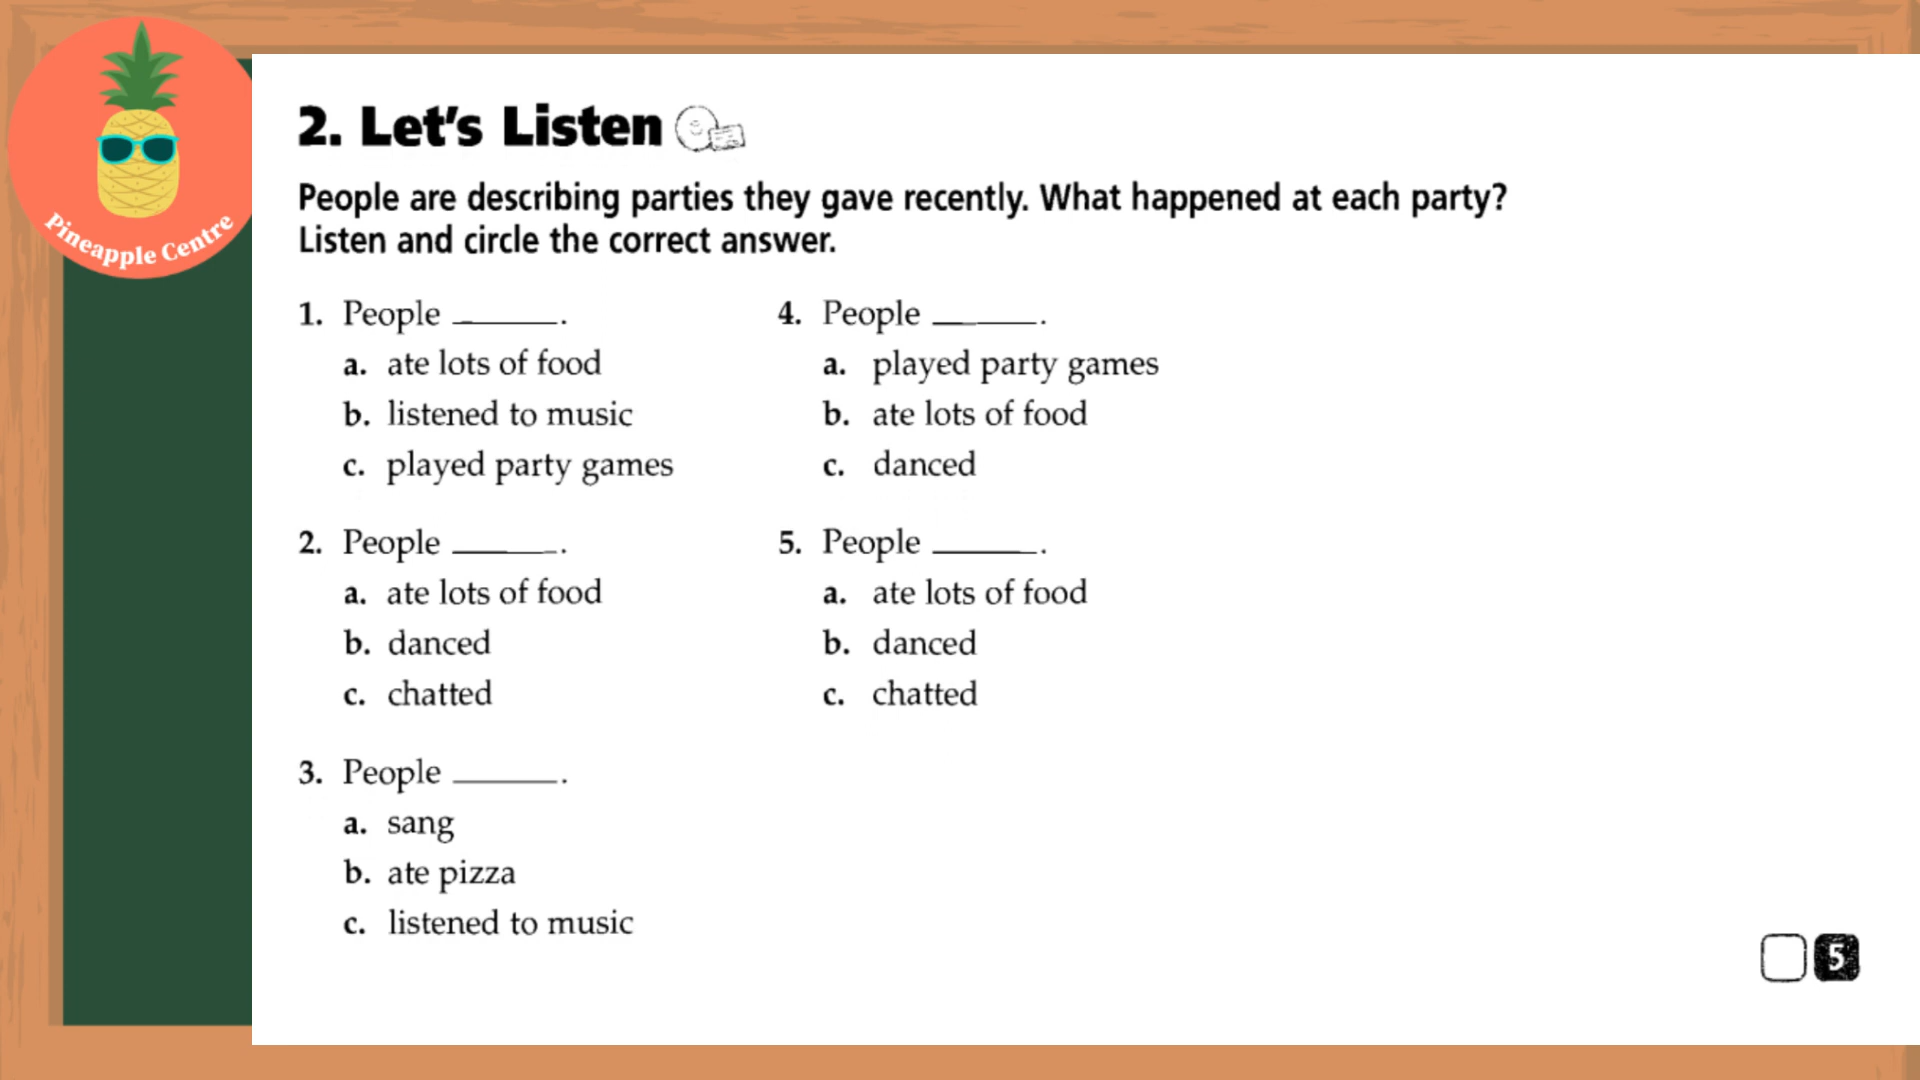 Pineapple Centre
2. Let's Listen
People are describing parties they gave recently. What happened at each party?
Listen and circle the correct answer.
1. People ______.
a. ate lots of food
b. listened to music
c. played party games
2. People ______.
a. ate lots of food
b. danced
c. chatted
3. People ______.
a. sang
b. ate pizza
c. listened to music
4. People ______.
a. played party games
b. ate lots of food
c. danced
5. People ______.
a. ate lots of food
b. danced
c. chatted
5